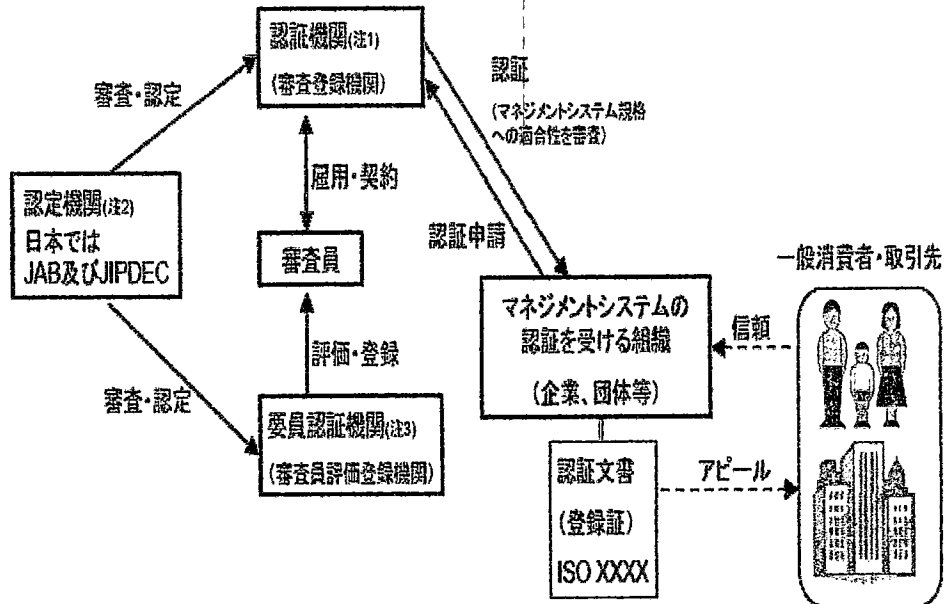 認証機関(注1)
(審査登録機関)
認証
(マネジメントシステム規格
への適合性を審査)
審査・認定
雇用・契約
認証申請
認定機関(注2)
日本では
JAB及びJIPDEC
審査員
一般消費者・取引先
マネジメントシステムの
認証を受ける組織
(企業、団体等)
信頼
評価・登録
審査・認定
要員認証機関(注3)
(審査員評価登録機関)
認証文書
(登録証)
ISO XXXX
アピール